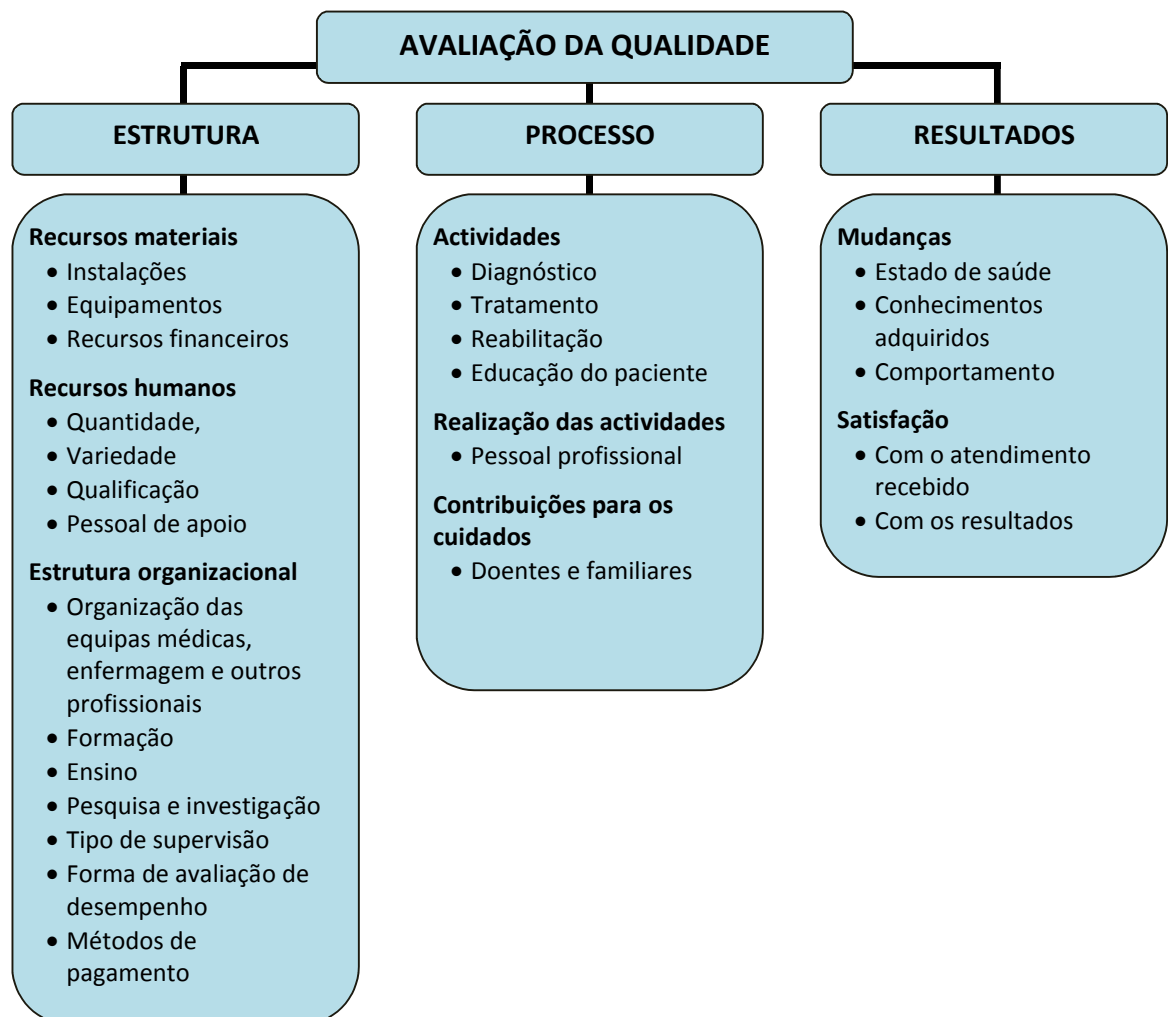 AVALIAÇÃO DA QUALIDADE
ESTRUTURA
Recursos materiais
• Instalações
• Equipamentos
• Recursos financeiros
Recursos humanos
• Quantidade,
• Variedade
• Qualificação
• Pessoal de apoio
Estrutura organizacional
• Organização das
equipas médicas,
enfermagem e outros
profissionais
• Formação
• Ensino
• Pesquisa e investigação
• Tipo de supervisão
• Forma de avaliação de
desempenho
• Métodos de
pagamento
PROCESSO
Actividades
• Diagnóstico
• Tratamento
• Reabilitação
• Educação do paciente
Realização das actividades
• Pessoal profissional
Contribuições para os
cuidados
• Doentes e familiares
RESULTADOS
Mudanças
• Estado de saúde
• Conhecimentos
adquiridos
• Comportamento
Satisfação
• Com o atendimento
recebido
• Com os resultados